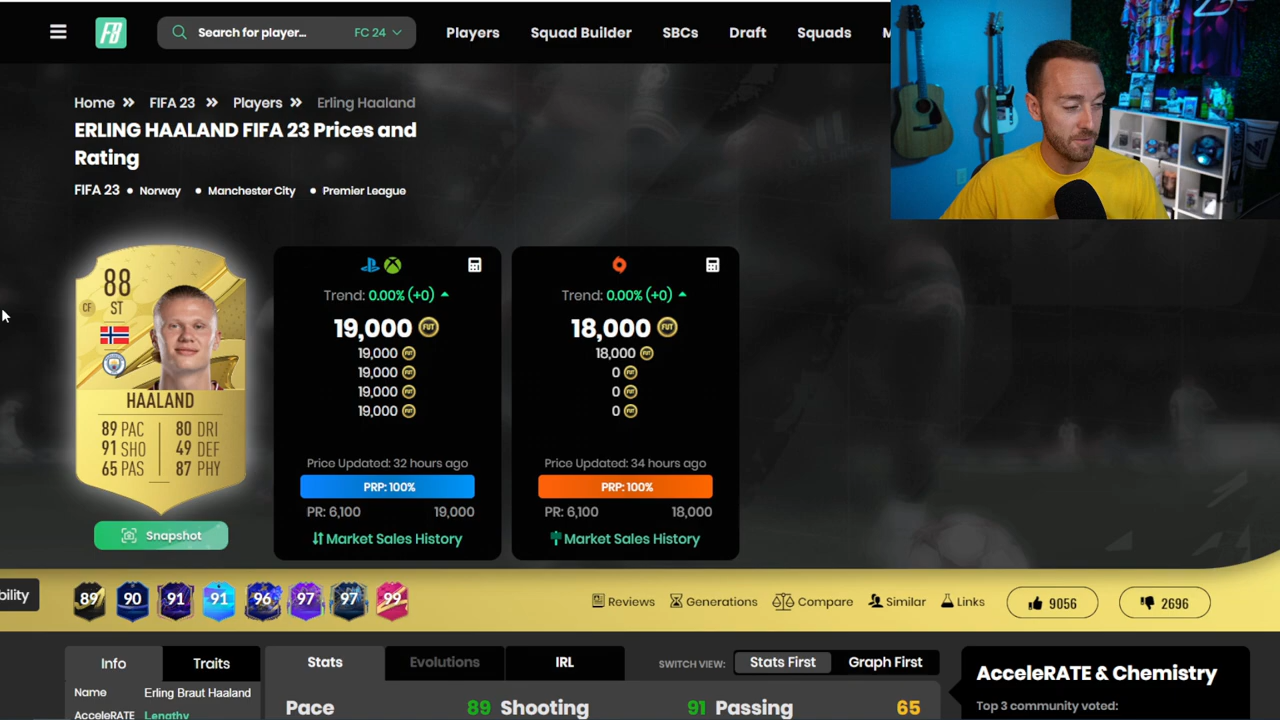 FB
Search for player...
FC 24
Players
Squad Builder
SBCs
Draft
Squads
M
Home » FIFA 23 » Players » Erling Haaland
ERLING HAALAND FIFA 23 Prices and
Rating
FIFA 23 • Norway • Manchester City • Premier League
88
ST
CF
HAALAND
89 PAC 80 DRI
91 SHO 49 DEF
65 PAS 87 PHY
Snapshot
Trend: 0.00% (+0)
19,000 FUT
19,000
19,000
19,000
19,000
Price Updated: 32 hours ago
PRP: 100%
PR: 6,100 19,000
Market Sales History
Trend: 0.00% (+0)
18,000 FUT
18,000
0
0
0
Price Updated: 34 hours ago
PRP: 100%
PR: 6,100 18,000
Market Sales History
bility
89 90 91 91 96 97 97 99
Reviews Generations Compare Similar Links 9056 2696
Info Traits
Name Erling Braut Haaland
AcceleRATE Lengthy
Stats Evolutions IRL
SWITCH VIEW: Stats First Graph First
Pace 89 Shooting 91 Passing 65
AcceleRATE & Chemistry
Top 3 community voted: